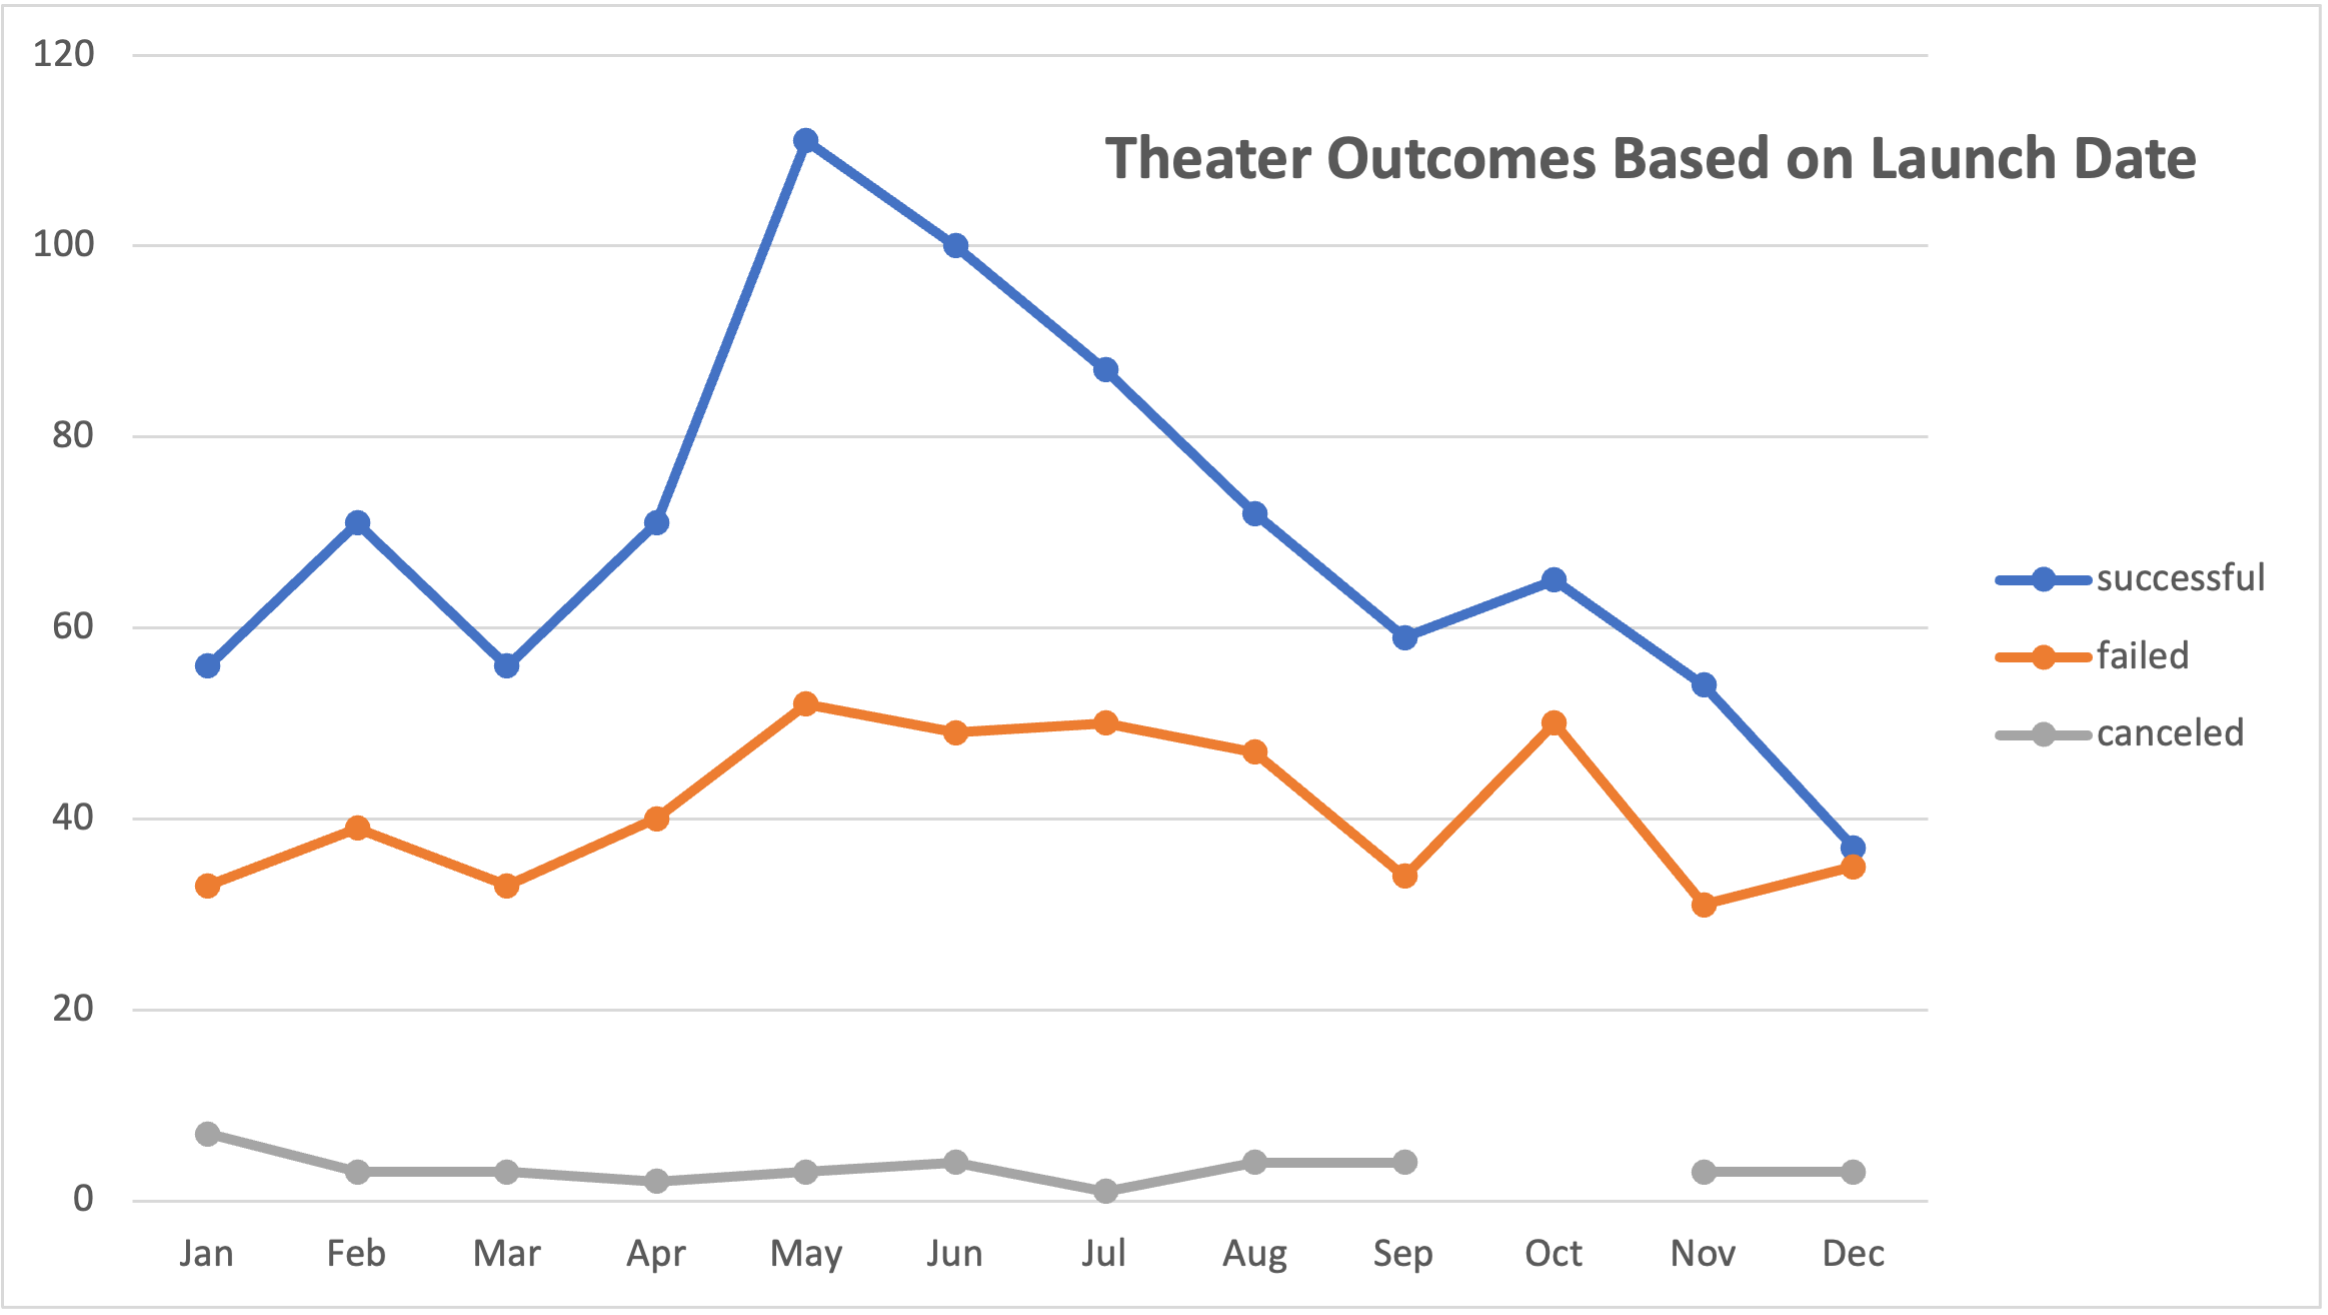 Theater Outcomes Based on Launch Date
120
100
80
60
40
20
0
Jan Feb Mar Apr May Jun Jul Aug Sep Oct Nov Dec
successful
failed
canceled